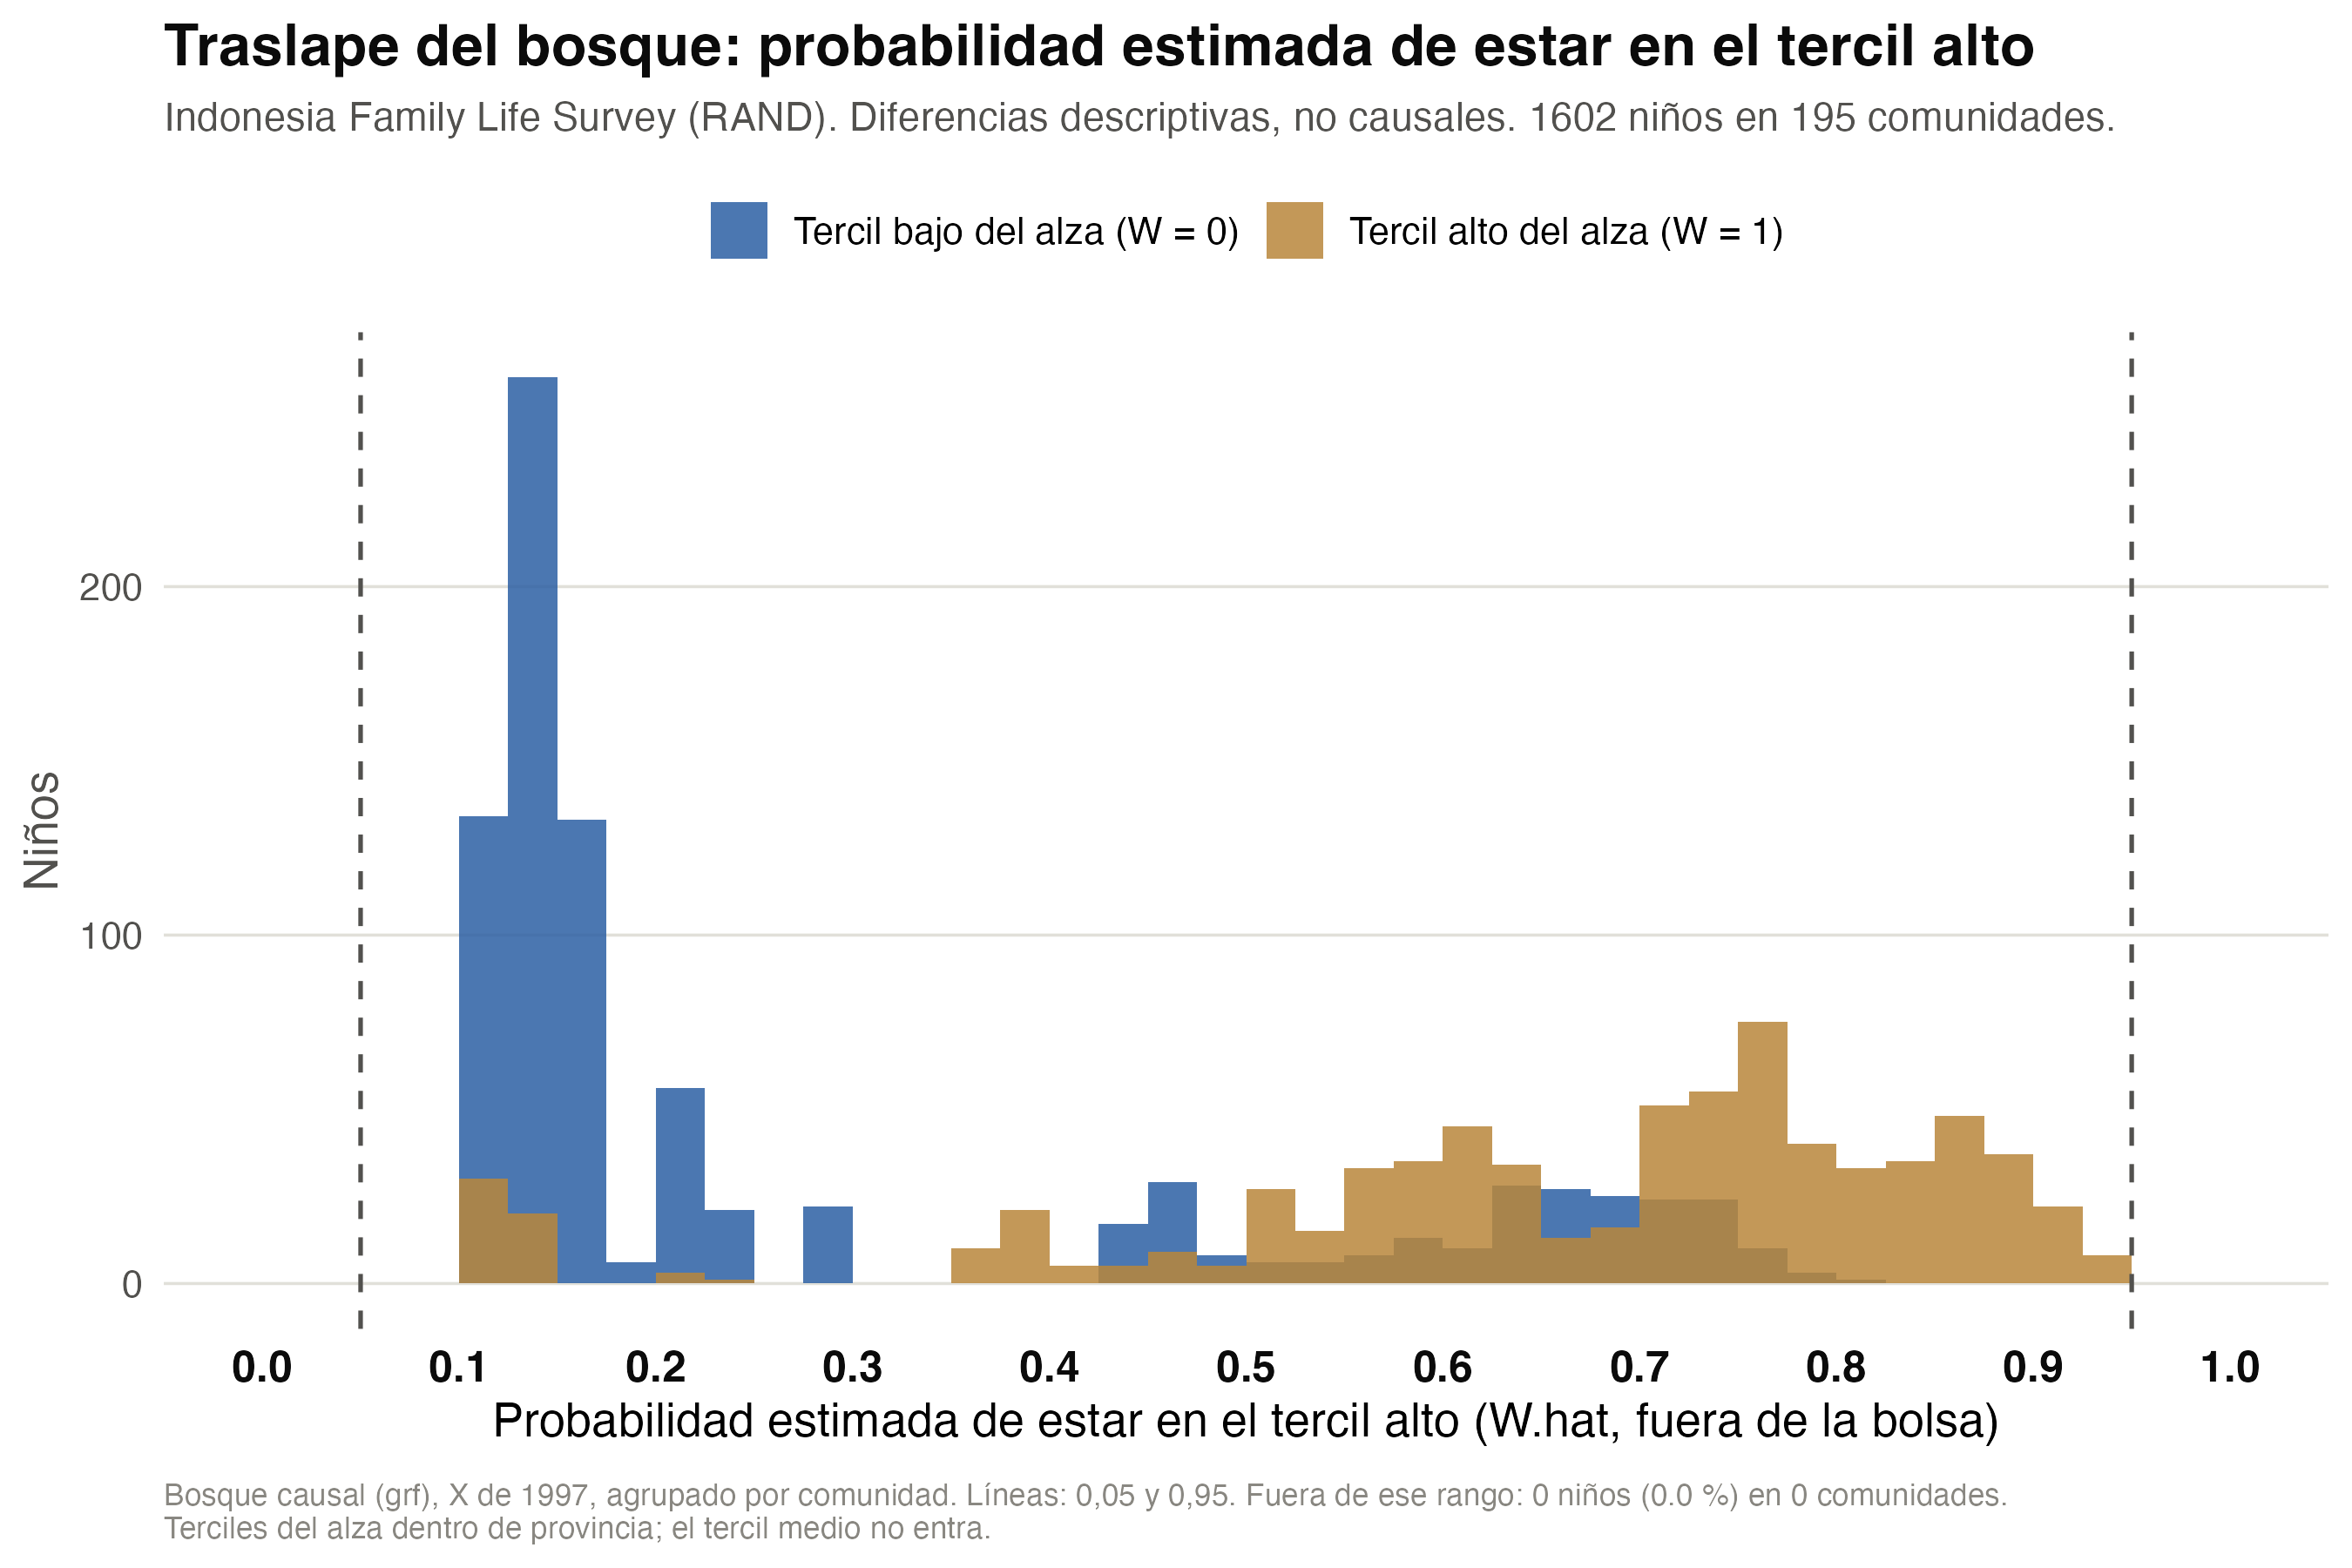 Traslape del bosque: probabilidad estimada de estar en el tercil alto
Indonesia Family Life Survey (RAND). Diferencias descriptivas, no causales. 1602 niños en 195 comunidades.
Tercil bajo del alza (W = 0) Tercil alto del alza (W = 1)
Niños
200
100
0
0.0 0.1 0.2 0.3 0.4 0.5 0.6 0.7 0.8 0.9 1.0
Probabilidad estimada de estar en el tercil alto (W.hat, fuera de la bolsa)
Bosque causal (grf), X de 1997, agrupado por comunidad. Líneas: 0,05 y 0,95. Fuera de ese rango: 0 niños (0.0 %) en 0 comunidades.
Terciles del alza dentro de provincia; el tercil medio no entra.